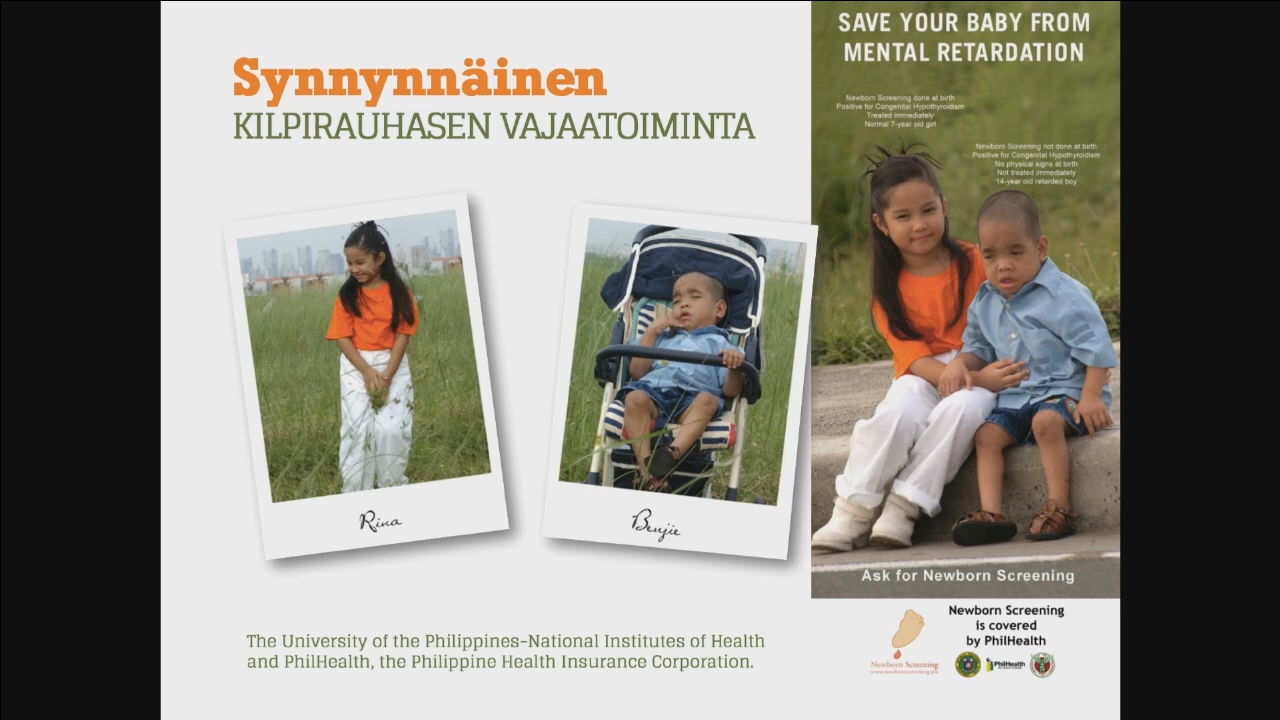 Synnynnäinen
KILPIRAUHASEN VAJAATOIMINTA
Rina
Benjie
The University of the Philippines–National Institutes of Health
and PhilHealth, the Philippine Health Insurance Corporation.
SAVE YOUR BABY FROM
MENTAL RETARDATION
Newborn Screening done at birth
Positive for Congenital Hypothyroidism
Treated immediately
Normal 7-year old girl
Newborn Screening not done at birth
Positive for Congenital Hypothyroidism
No physical signs at birth
Not treated immediately
14-year old retarded boy
Ask for Newborn Screening
Newborn Screening
is covered
by PhilHealth
Newborn Screening
www.newbornscreening.ph
PhilHealth